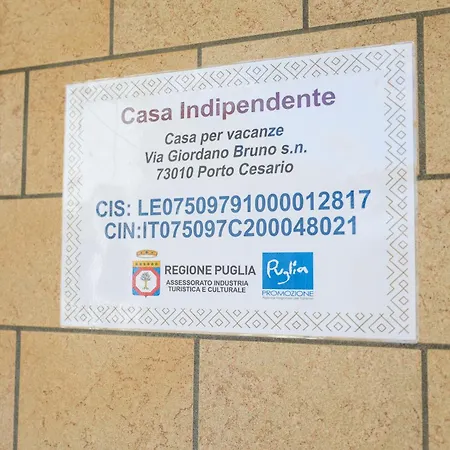 Casa Indipendente
Casa per vacanze
Via Giordano Bruno s.n.
73010 Porto Cesario
CIS: LE07509791000012817
CIN:IT075097C200048021
REGIONE PUGLIA
ASSESSORATO INDUSTRIA
TURISTICA E CULTURALE
Puglia
PROMOZIONE